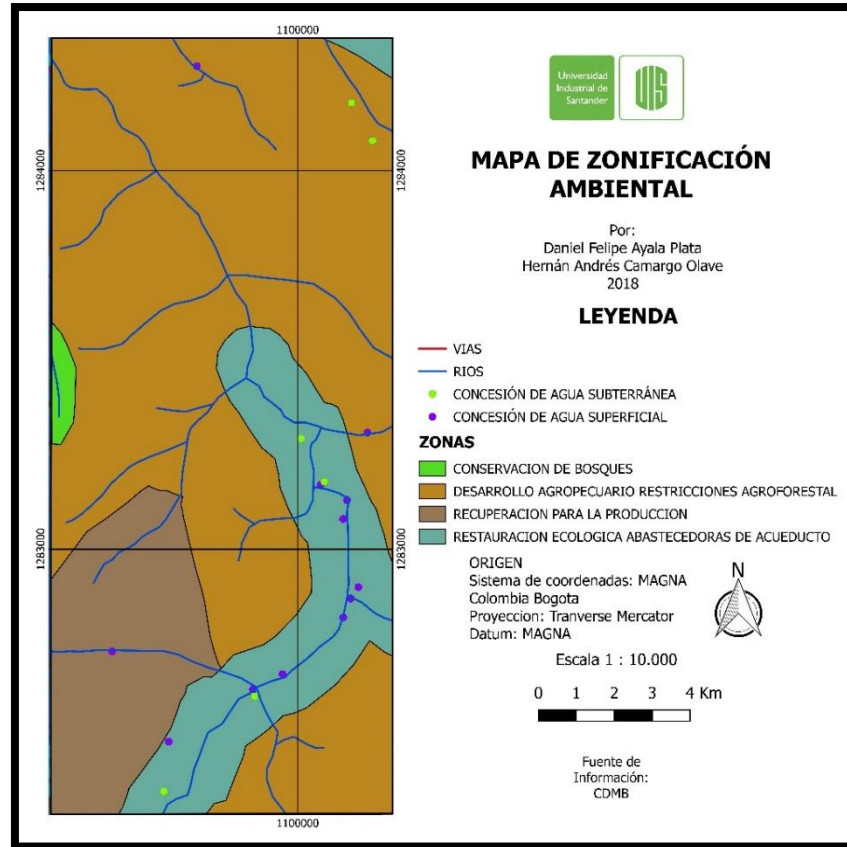 1100000
1284000
1284000
1283000
1283000
1100000
Universidad
Industrial de
Santander
UIS
MAPA DE ZONIFICACIÓN
AMBIENTAL
Por:
Daniel Felipe Ayala Plata
Hernán Andrés Camargo Olave
2018
LEYENDA
VIAS
RIOS
CONCESIÓN DE AGUA SUBTERRÁNEA
CONCESIÓN DE AGUA SUPERFICIAL
ZONAS
CONSERVACION DE BOSQUES
DESARROLLO AGROPECUARIO RESTRICCIONES AGROFORESTAL
RECUPERACION PARA LA PRODUCCION
RESTAURACION ECOLOGICA ABASTECEDORAS DE ACUEDUCTO
ORIGEN
Sistema de coordenadas: MAGNA
Colombia Bogota
Proyeccion: Tranverse Mercator
Datum: MAGNA
N
Escala 1 : 10.000
0 1 2 3 4 Km
Fuente de
Información:
CDMB